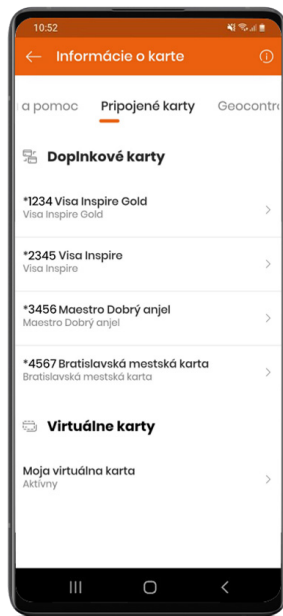 10:52
Informácie o karte
a pomoc Pripojené karty Geocontro
Doplnkové karty
*1234 Visa Inspire Gold
Visa Inspire Gold
*2345 Visa Inspire
Visa Inspire
*3456 Maestro Dobrý anjel
Maestro Dobrý anjel
*4567 Bratislavská mestská karta
Bratislavská mestská karta
Virtuálne karty
Moja virtuálna karta
Aktívny